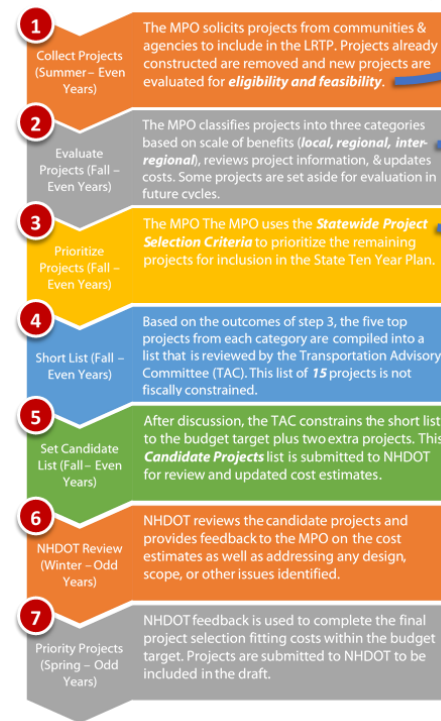 1
Collect Projects
(Summer – Even
Years)
The MPO solicits projects from communities &
agencies to include in the LRTP. Projects already
constructed are removed and new projects are
evaluated for eligibility and feasibility.
2
Evaluate
Projects (Fall –
Even Years)
The MPO classifies projects into three categories
based on scale of benefits (local, regional, inter-
regional), reviews project information, & updates
costs. Some projects are set aside for evaluation in
future cycles.
3
Prioritize
Projects (Fall –
Even Years)
The MPO The MPO uses the Statewide Project
Selection Criteria to prioritize the remaining
projects for inclusion in the State Ten Year Plan.
4
Short List (Fall –
Even Years)
Based on the outcomes of step 3, the five top
projects from each category are compiled into a
list that is reviewed by the Transportation Advisory
Committee (TAC). This list of 15 projects is not
fiscally constrained.
5
Set Candidate
List (Fall – Even
Years)
After discussion, the TAC constrains the short list
to the budget target plus two extra projects. This
Candidate Projects list is submitted to NHDOT
for review and updated cost estimates.
6
NHDOT Review
(Winter – Odd
Years)
NHDOT reviews the candidate projects and
provides feedback to the MPO on the cost
estimates as well as addressing any design,
scope, or other issues identified.
7
Priority Projects
(Spring – Odd
Years)
NHDOT feedback is used to complete the final
project selection fitting costs within the budget
target. Projects are submitted to NHDOT to be
included in the draft.